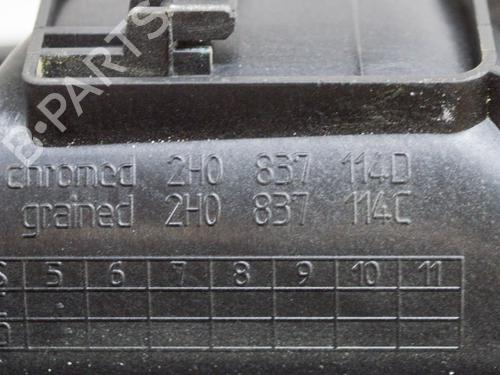 B-PARTS
chromed 2H0 837 114D
grained 2H0 837 114C
5 6 7 8 9 10 11